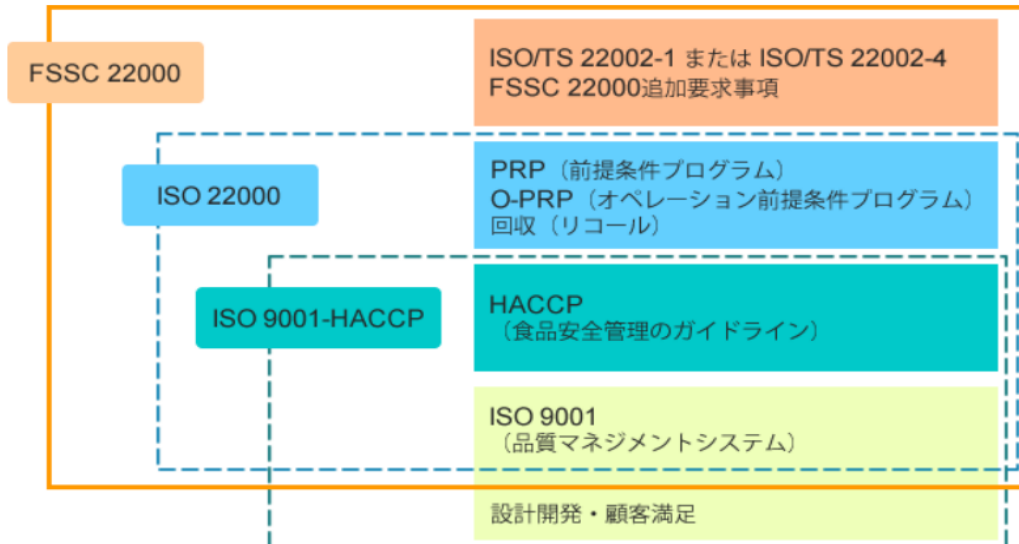 FSSC 22000
ISO/TS 22002-1 または ISO/TS 22002-4
FSSC 22000追加要求事項
ISO 22000
PRP（前提条件プログラム）
O-PRP（オペレーション前提条件プログラム）
回収（リコール）
ISO 9001-HACCP
HACCP
（食品安全管理のガイドライン）
ISO 9001
（品質マネジメントシステム）
設計開発・顧客満足